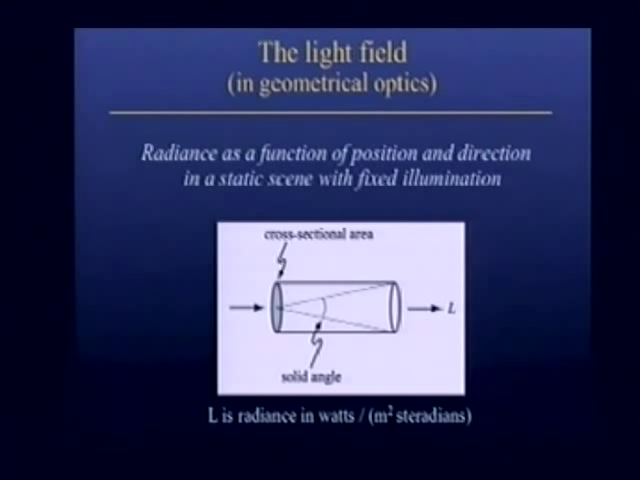 The light field
(in geometrical optics)
Radiance as a function of position and direction
in a static scene with fixed illumination
cross-sectional area
L
solid angle
L is radiance in watts / (m² steradians)